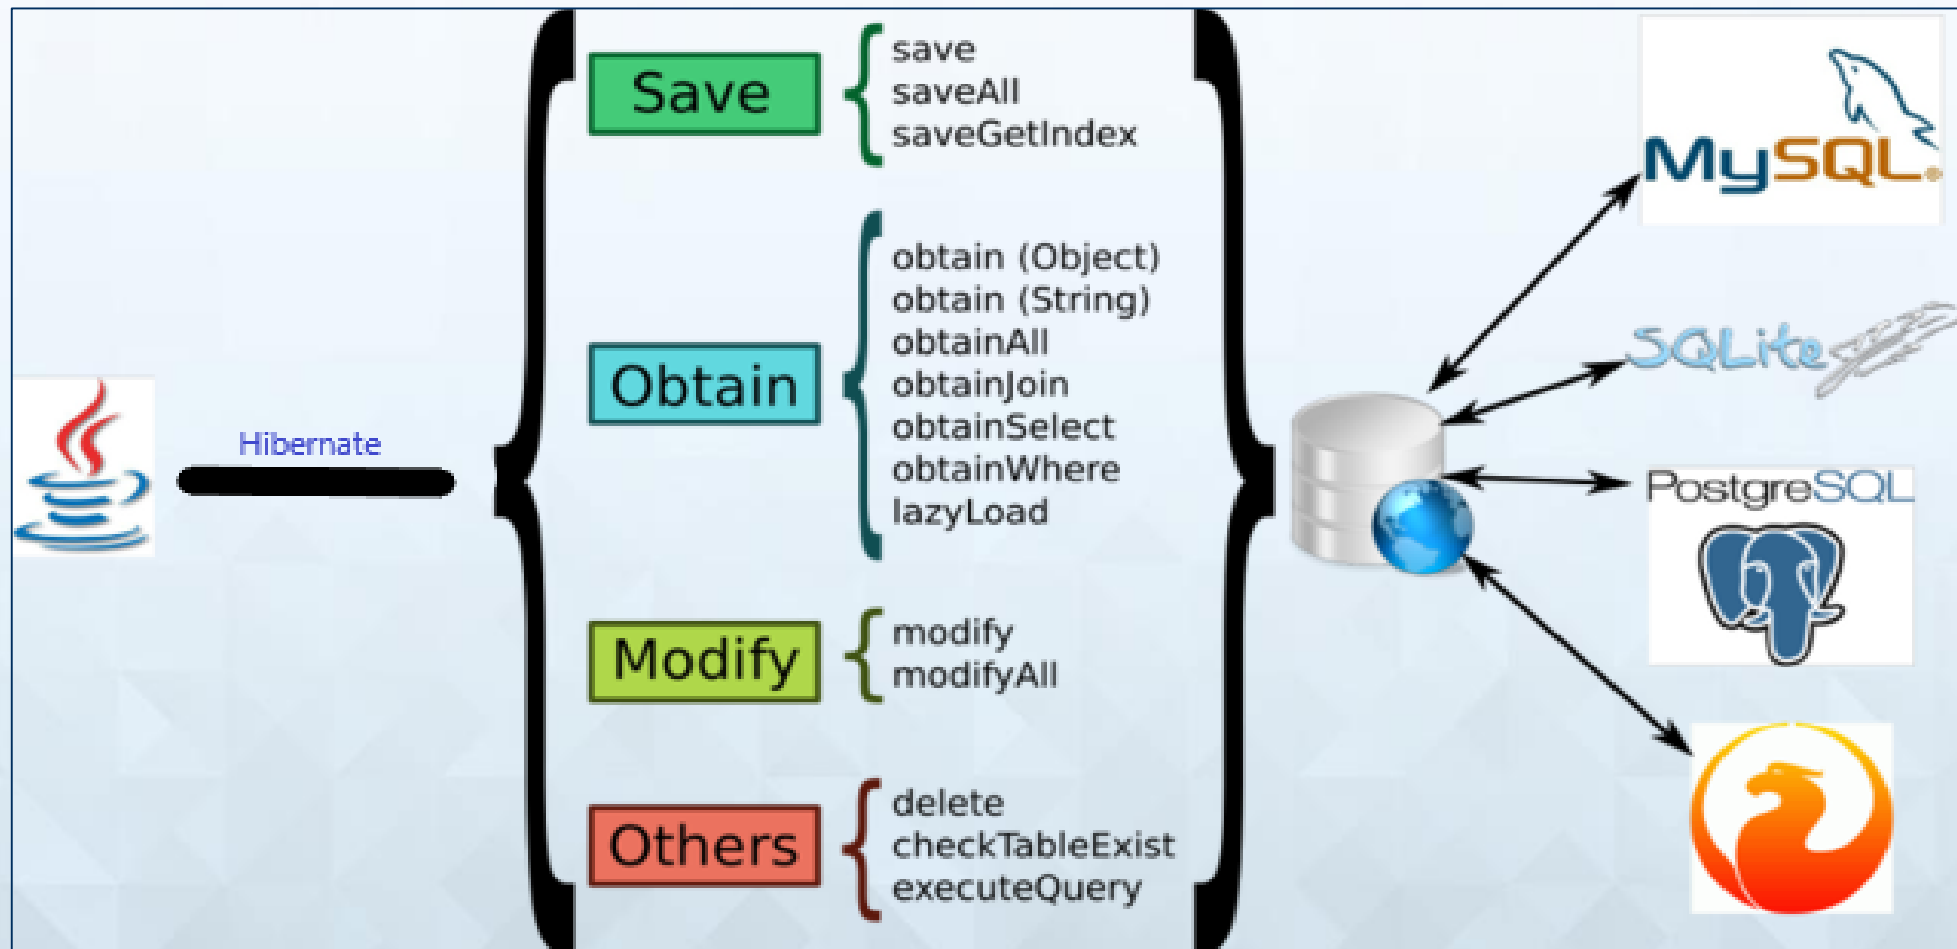 Hibernate
Save
save
saveAll
saveGetIndex
Obtain
obtain (Object)
obtain (String)
obtainAll
obtainJoin
obtainSelect
obtainWhere
lazyLoad
Modify
modify
modifyAll
Others
delete
checkTableExist
executeQuery
MySQL®
SQLite
PostgreSQL